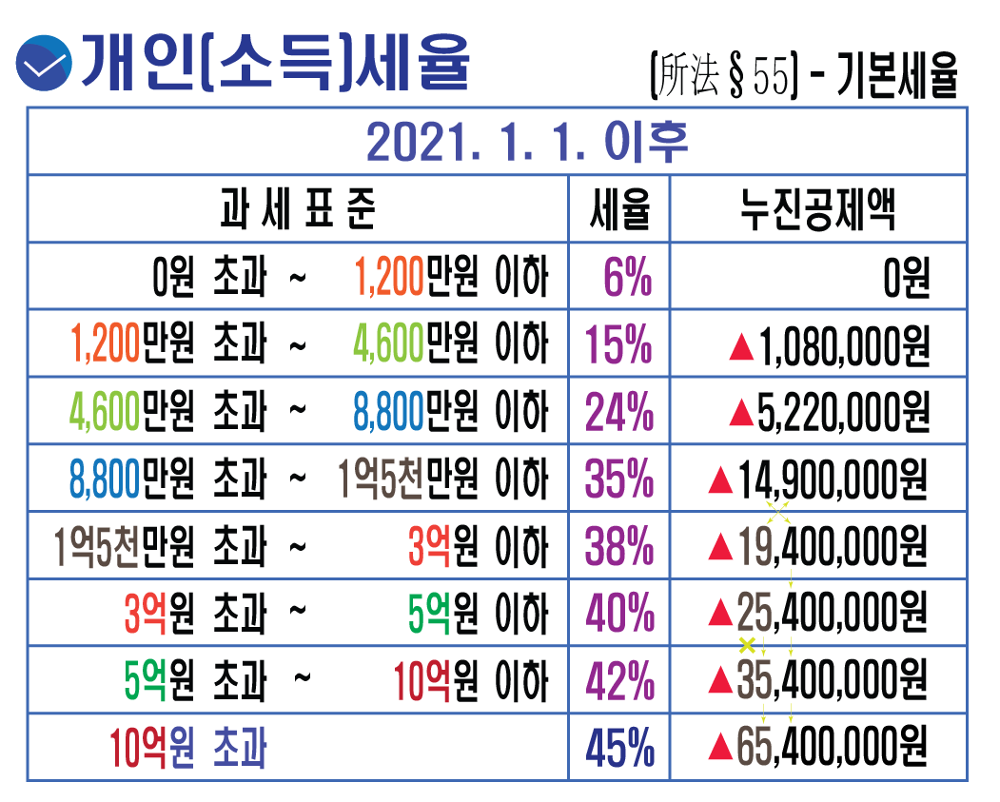 개인(소득)세율
(所法§55) - 기본세율
2021. 1. 1. 이후
과 세 표 준 세율 누진공제액
0원 초과 ~ 1,200만원 이하 6% 0원
1,200만원 초과 ~ 4,600만원 이하 15% ▲1,080,000원
4,600만원 초과 ~ 8,800만원 이하 24% ▲5,220,000원
8,800만원 초과 ~ 1억5천만원 이하 35% ▲14,900,000원
1억5천만원 초과 ~ 3억원 이하 38% ▲19,400,000원
3억원 초과 ~ 5억원 이하 40% ▲25,400,000원
5억원 초과 ~ 10억원 이하 42% ▲35,400,000원
10억원 초과 45% ▲65,400,000원